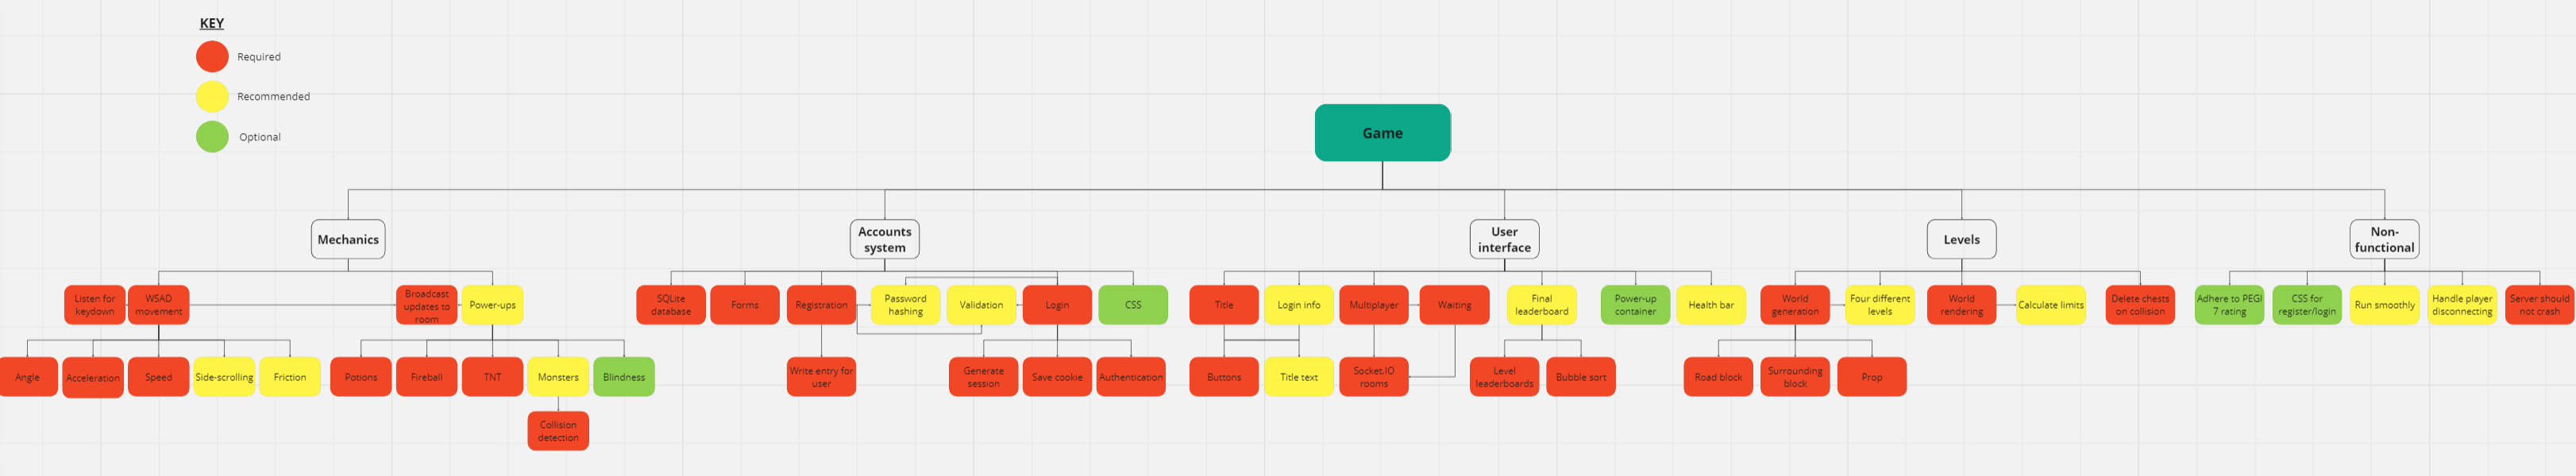 KEY
Required
Recommended
Optional
Game
Mechanics
Accounts
system
User
interface
Levels
Non-
functional
Listen for
keydown
WSAD
movement
Broadcast
updates to
room
Power-ups
SQLite
database
Forms
Registration
Password
hashing
Validation
Login
CSS
Title
Login info
Multiplayer
Waiting
Final
leaderboard
Power-up
container
Health bar
World
generation
Four different
levels
World
rendering
Calculate limits
Delete chests
on collision
Adhere to PEGI
7 rating
CSS for
register/login
Run smoothly
Handle player
disconnecting
Server should
not crash
Angle
Acceleration
Speed
Side-scrolling
Friction
Potions
Fireball
TNT
Monsters
Blindness
Write entry for
user
Generate
session
Save cookie
Authentication
Buttons
Title text
Socket.IO
rooms
Level
leaderboards
Bubble sort
Road block
Surrounding
block
Prop
Collision
detection